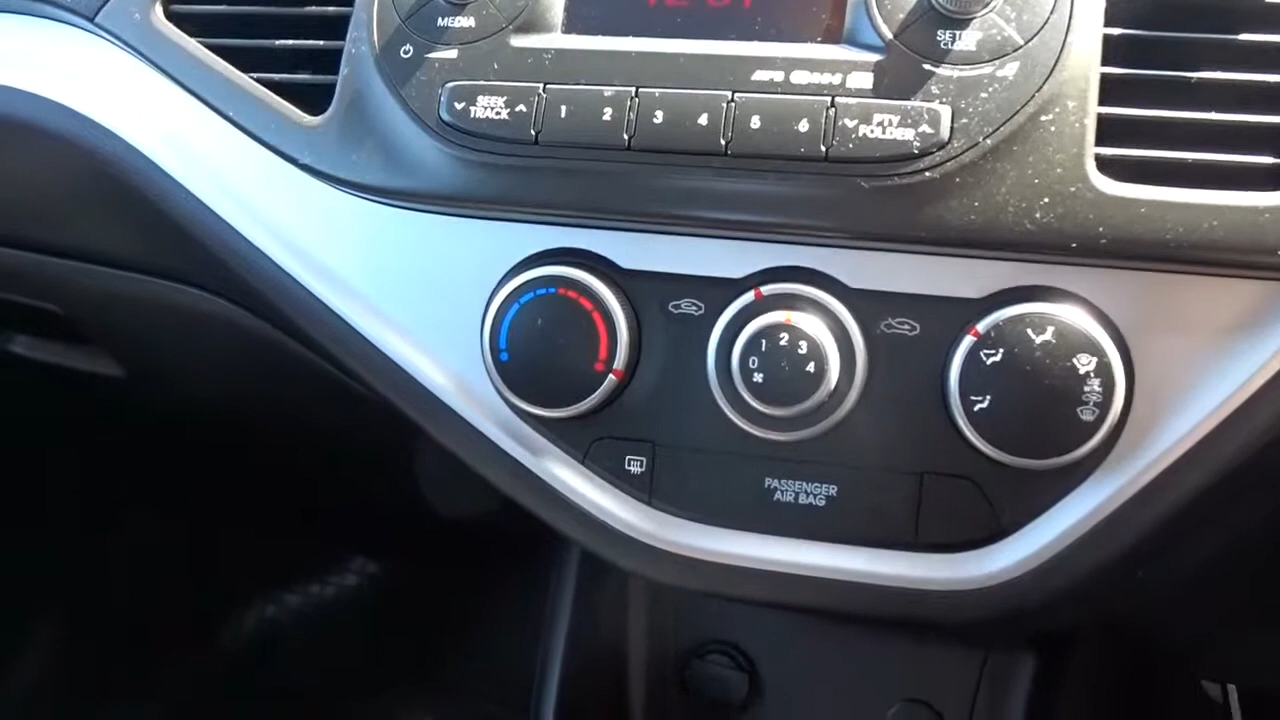 MEDIA
SETUP
CLOCK
SEEK
TRACK
1 2 3 4 5 6
PTY
FOLDER
0 1 2 3 4
PASSENGER
AIR BAG